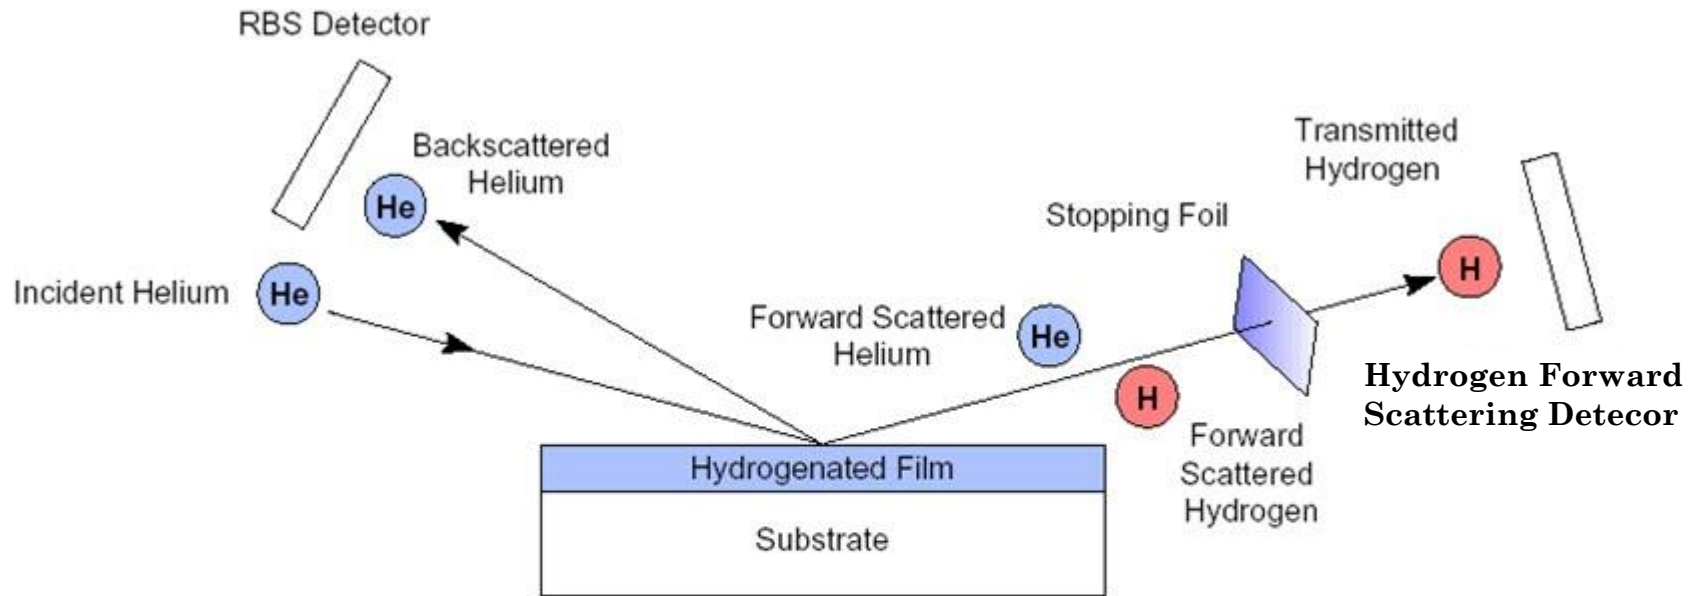 RBS Detector
Backscattered
Helium
He
Incident Helium
He
Transmitted
Hydrogen
Stopping Foil
H
Forward Scattered
Helium
He
H
Hydrogen Forward
Scattering Detecor
Forward
Scattered
Hydrogen
Hydrogenated Film
Substrate